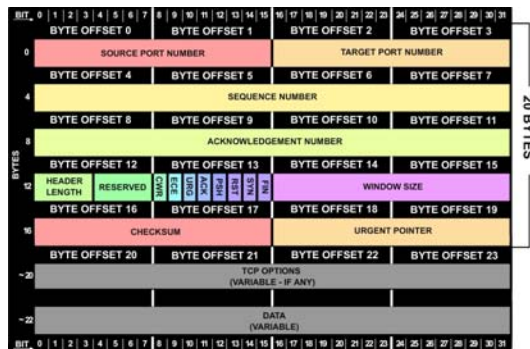 BIT 0 1 2 3 4 5 6 7 8 9 10 11 12 13 14 15 16 17 18 19 20 21 22 23 24 25 26 27 28 29 30 31
BYTE OFFSET 0 BYTE OFFSET 1 BYTE OFFSET 2 BYTE OFFSET 3
0 SOURCE PORT NUMBER TARGET PORT NUMBER
BYTE OFFSET 4 BYTE OFFSET 5 BYTE OFFSET 6 BYTE OFFSET 7
4 SEQUENCE NUMBER
BYTE OFFSET 8 BYTE OFFSET 9 BYTE OFFSET 10 BYTE OFFSET 11
8 ACKNOWLEDGEMENT NUMBER
BYTE OFFSET 12 BYTE OFFSET 13 BYTE OFFSET 14 BYTE OFFSET 15
12 HEADER LENGTH RESERVED CWR ECE URG ACK PSH RST SYN FIN WINDOW SIZE
BYTE OFFSET 16 BYTE OFFSET 17 BYTE OFFSET 18 BYTE OFFSET 19
16 CHECKSUM URGENT POINTER
BYTE OFFSET 20 BYTE OFFSET 21 BYTE OFFSET 22 BYTE OFFSET 23
~20 TCP OPTIONS
(VARIABLE - IF ANY)
~22 DATA
(VARIABLE)
BIT 0 1 2 3 4 5 6 7 8 9 10 11 12 13 14 15 16 17 18 19 20 21 22 23 24 25 26 27 28 29 30 31
BYTES
20 BYTES